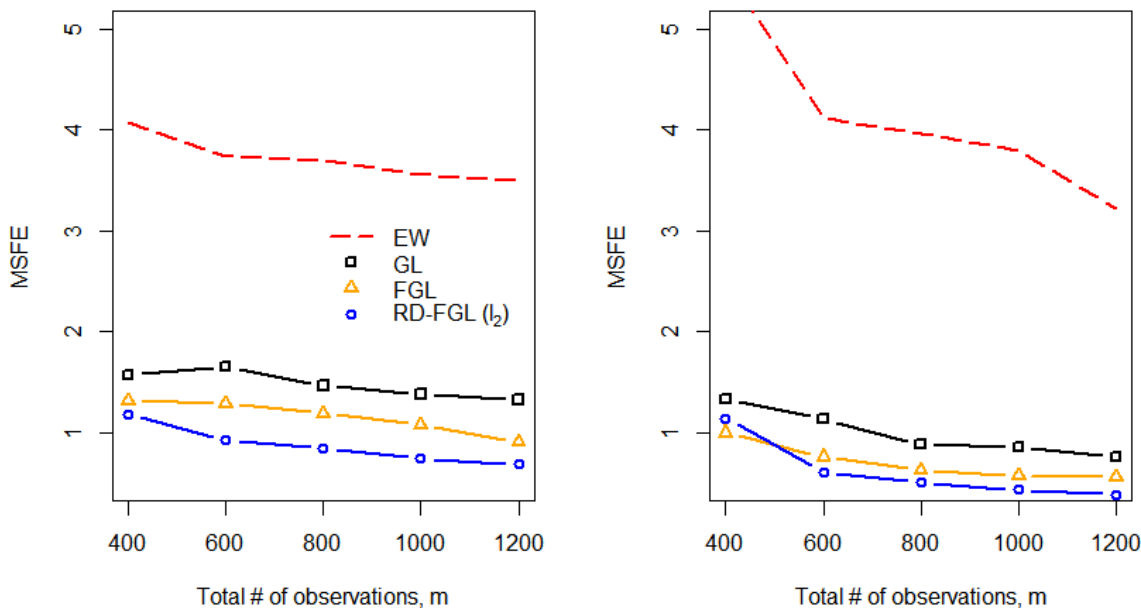 MSFE
5
4
3
2
1
EW
GL
FGL
RD-FGL (l₂)
400 600 800 1000 1200
Total # of observations, m
MSFE
5
4
3
2
1
400 600 800 1000 1200
Total # of observations, m